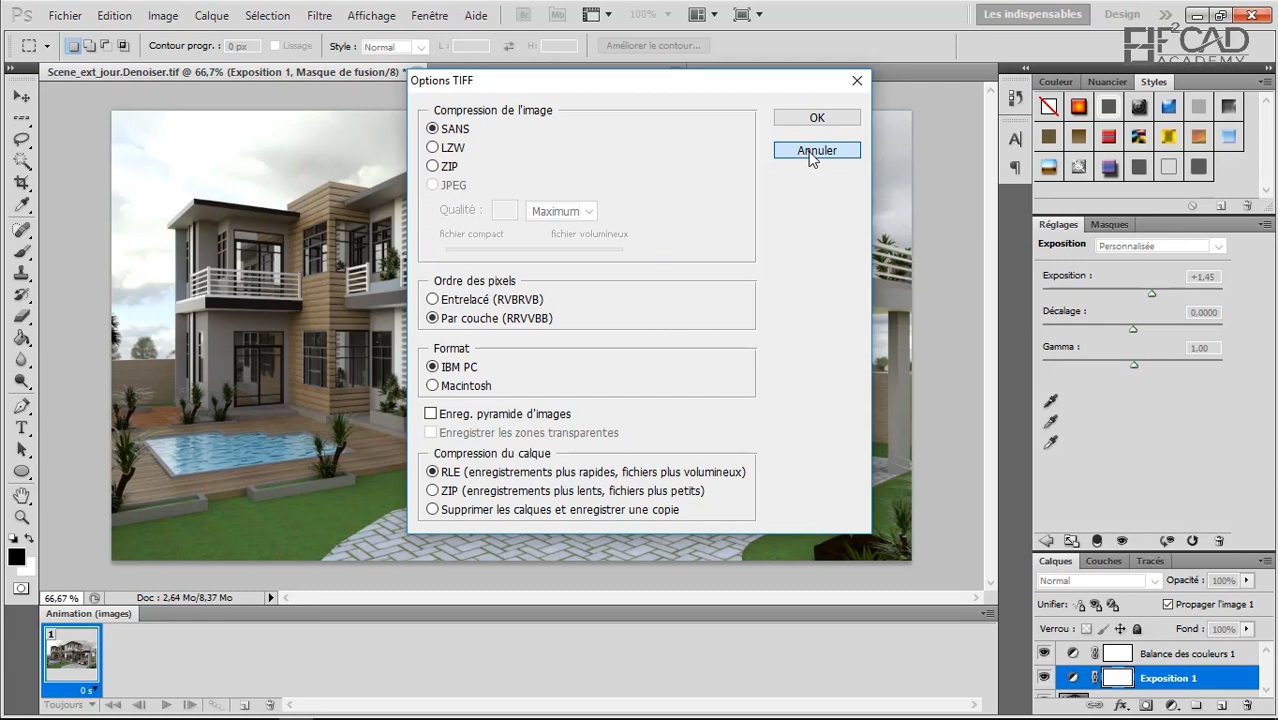 Ps Fichier Edition Image Calque Sélection Filtre Affichage Fenêtre Aide Br Mb 100% Les indispensables Design
Contour progr. : 0 px Lissage Style : Normal L : H : Améliorer le contour...
F2CAD
ACADEMY
Scene_ext_jour.Denoiser.tif @ 66,7% (Exposition 1, Masque de fusion/8) *
Options TIFF
Compression de l'image
SANS
LZW
ZIP
JPEG
Qualité : Maximum
fichier compact fichier volumineux
OK
Annuler
Ordre des pixels
Entrelacé (RVBRVB)
Par couche (RRVVBB)
Format
IBM PC
Macintosh
Enreg. pyramide d'images
Enregistrer les zones transparentes
Compression du calque
RLE (enregistrements plus rapides, fichiers plus volumineux)
ZIP (enregistrements plus lents, fichiers plus petits)
Supprimer les calques et enregistrer une copie
Couleur Nuancier Styles
Réglages Masques
Exposition Personnalisée
Exposition : +1,45
Décalage : 0,0000
Gamma : 1,00
Calques Couches Tracés
Normal Opacité : 100%
Unifier : Propager l'image 1
Verrou : Fond : 100%
Balance des couleurs 1
Exposition 1
66,67 % Doc : 2,64 Mo/8,37 Mo
Animation (images)
1
0 s
Toujours